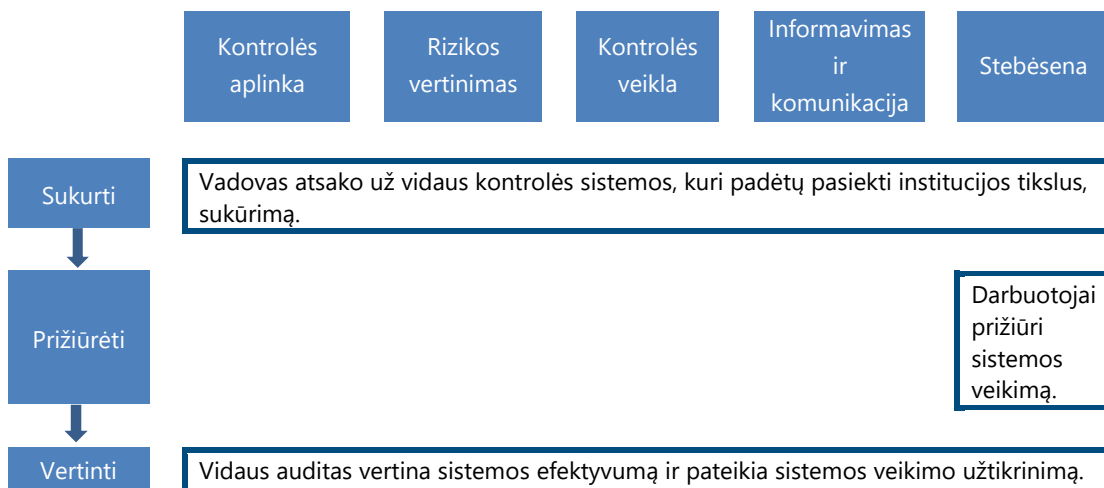 Kontrolės
aplinka
Rizikos
vertinimas
Kontrolės
veikla
Informavimas
ir
komunikacija
Stebėsena
Sukurti
Vadovas atsako už vidaus kontrolės sistemos, kuri padėtų pasiekti institucijos tikslus,
sukūrimą.
Prižiūrėti
Darbuotojai
prižiūri
sistemos
veikimą.
Vertinti
Vidaus auditas vertina sistemos efektyvumą ir pateikia sistemos veikimo užtikrinimą.